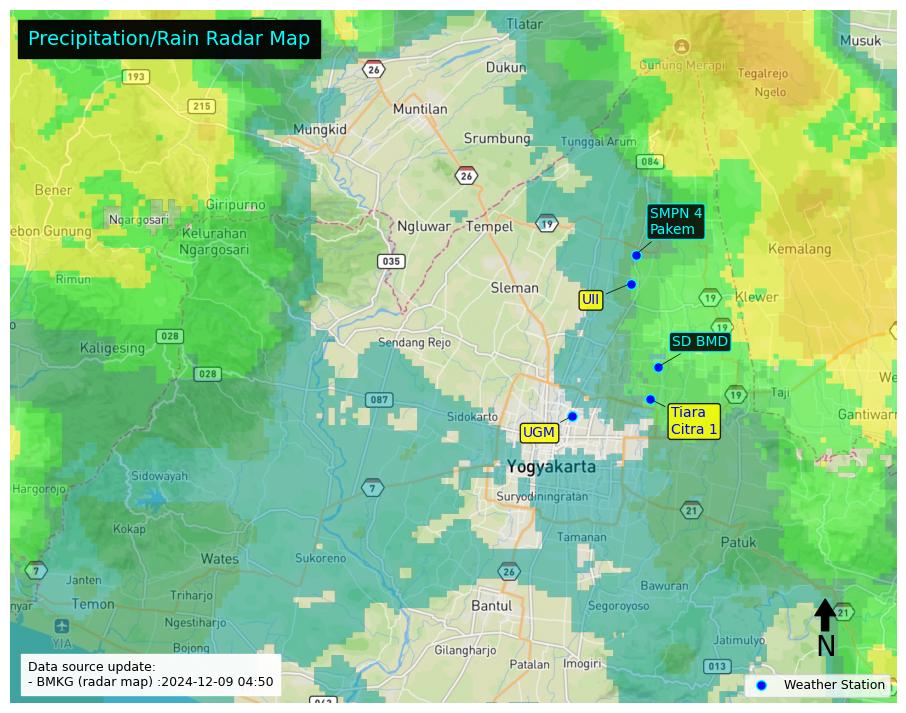 Precipitation/Rain Radar Map
Tlatar
Musuk
Gunung Merapi
26
Dukun
Tegalrejo
193
Ngelo
215
Muntilan
Mungkid
Srumbung
Tunggal Arum
084
26
Bener
Giripurno
SMPN 4
Pakem
Ngargosari
Ngluwar
Tempel
19
ebon Gunung
Kelurahan
Ngargosari
Kemalang
035
Rimun
UII
Sleman
19
Klewer
19
028
Sendang Rejo
SD BMD
Kaligesing
028
We
Taji
19
087
Tiara
Citra 1
Sidokarto
UGM
Gantiwarr
Yogyakarta
Sidowayah
7
Hargorojo
Suryodiningratan
21
Kokap
Tamanan
Patuk
Wates
Sukoreno
7
26
Janten
Bawuran
Triharjo
nyar
Temon
Bantul
Segoroyoso
21
Ngestiharjo
YIA
N
Jatimulyo
Bojong
Gilangharjo
Patalan
Imogiri
013
Data source update:
- BMKG (radar map) :2024-12-09 04:50
Weather Station